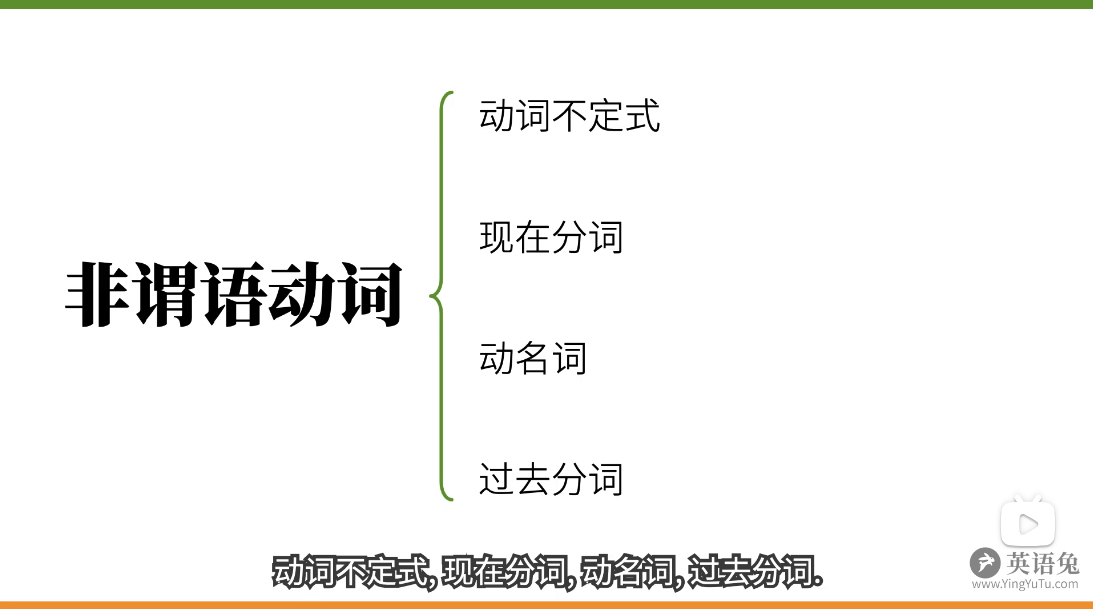 动词不定式
现在分词
非谓语动词
动名词
过去分词
动词不定式, 现在分词, 动名词, 过去分词.
英语兔
www.YingYuTu.com